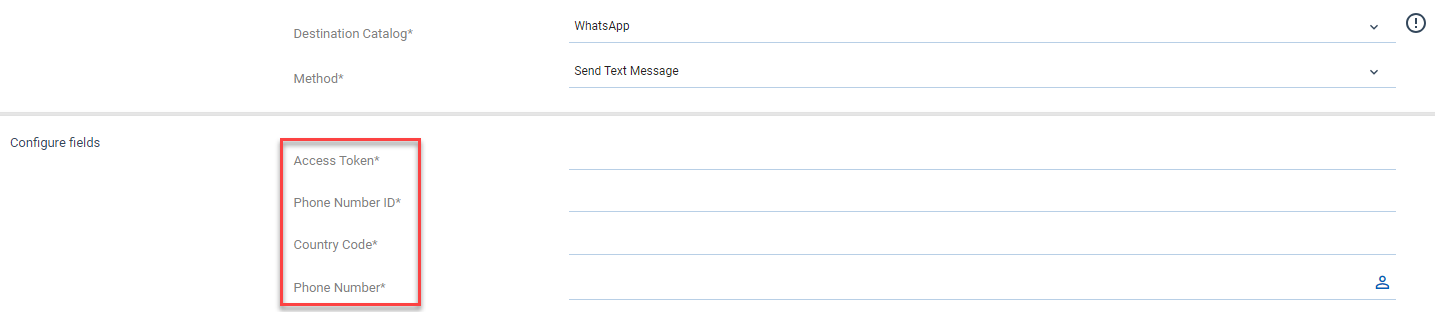 Destination Catalog*
WhatsApp
Method*
Send Text Message
Configure fields
Access Token*
Phone Number ID*
Country Code*
Phone Number*